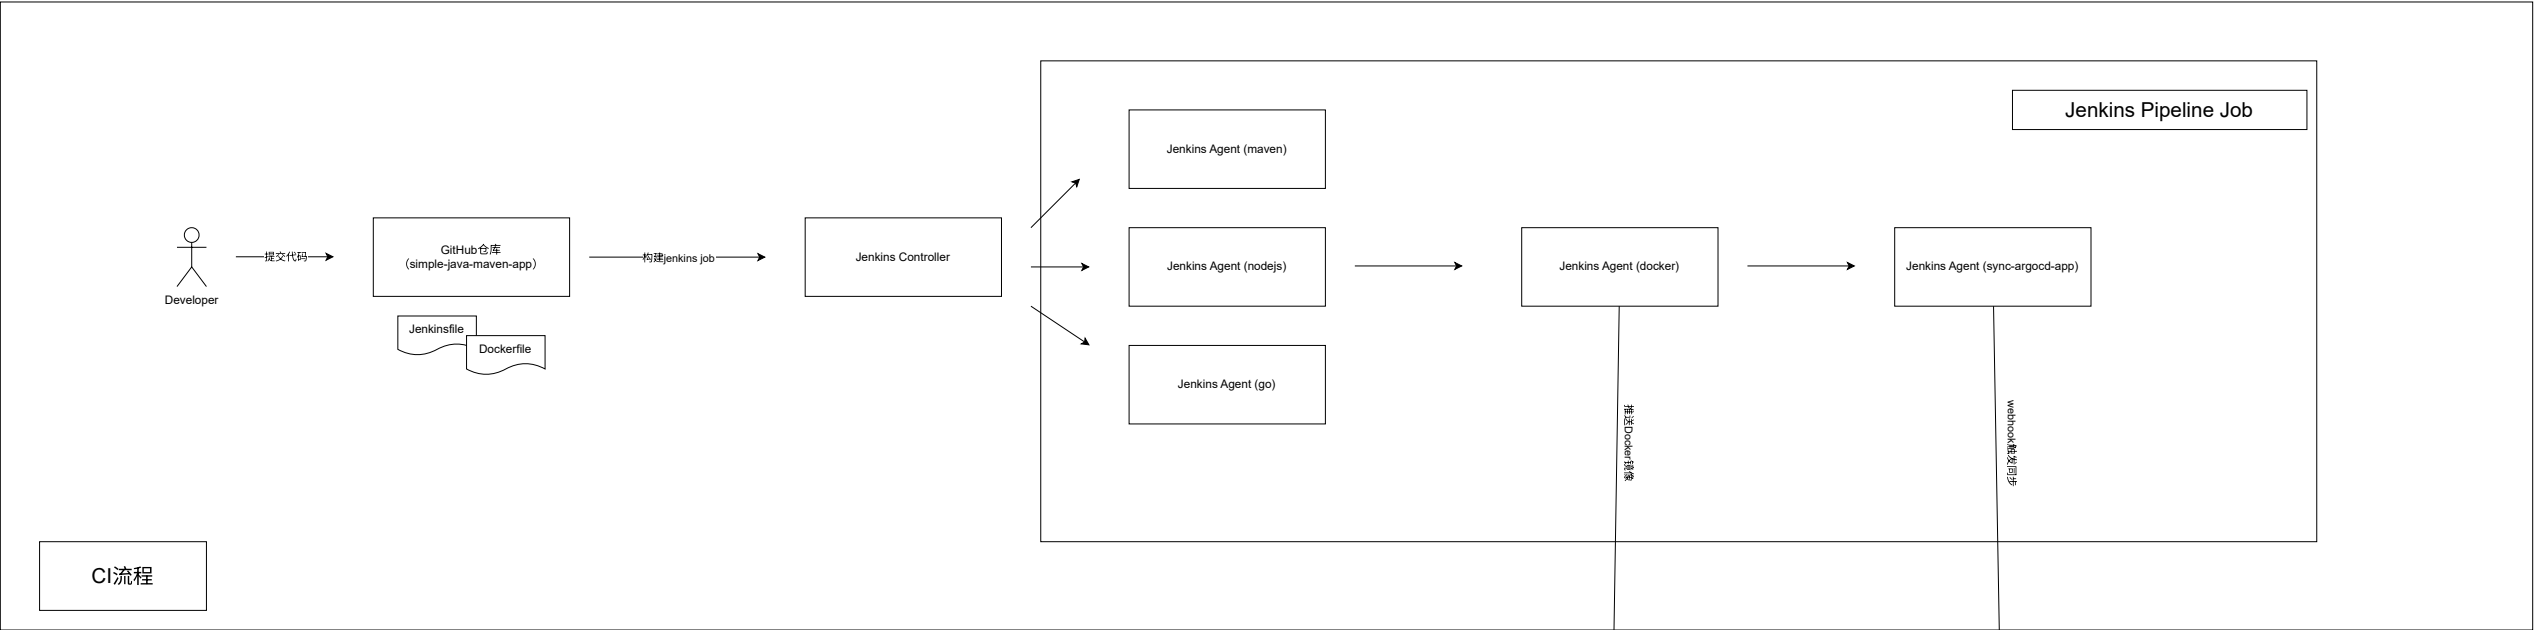 Jenkins Pipeline Job
Jenkins Agent (maven)
提交代码
GitHub仓库
（simple-java-maven-app）
构建jenkins job
Jenkins Controller
Jenkins Agent (nodejs)
Jenkins Agent (docker)
Jenkins Agent (sync-argocd-app)
Developer
Jenkinsfile
Dockerfile
Jenkins Agent (go)
推送Docker镜像
webhook触发同步
CI流程